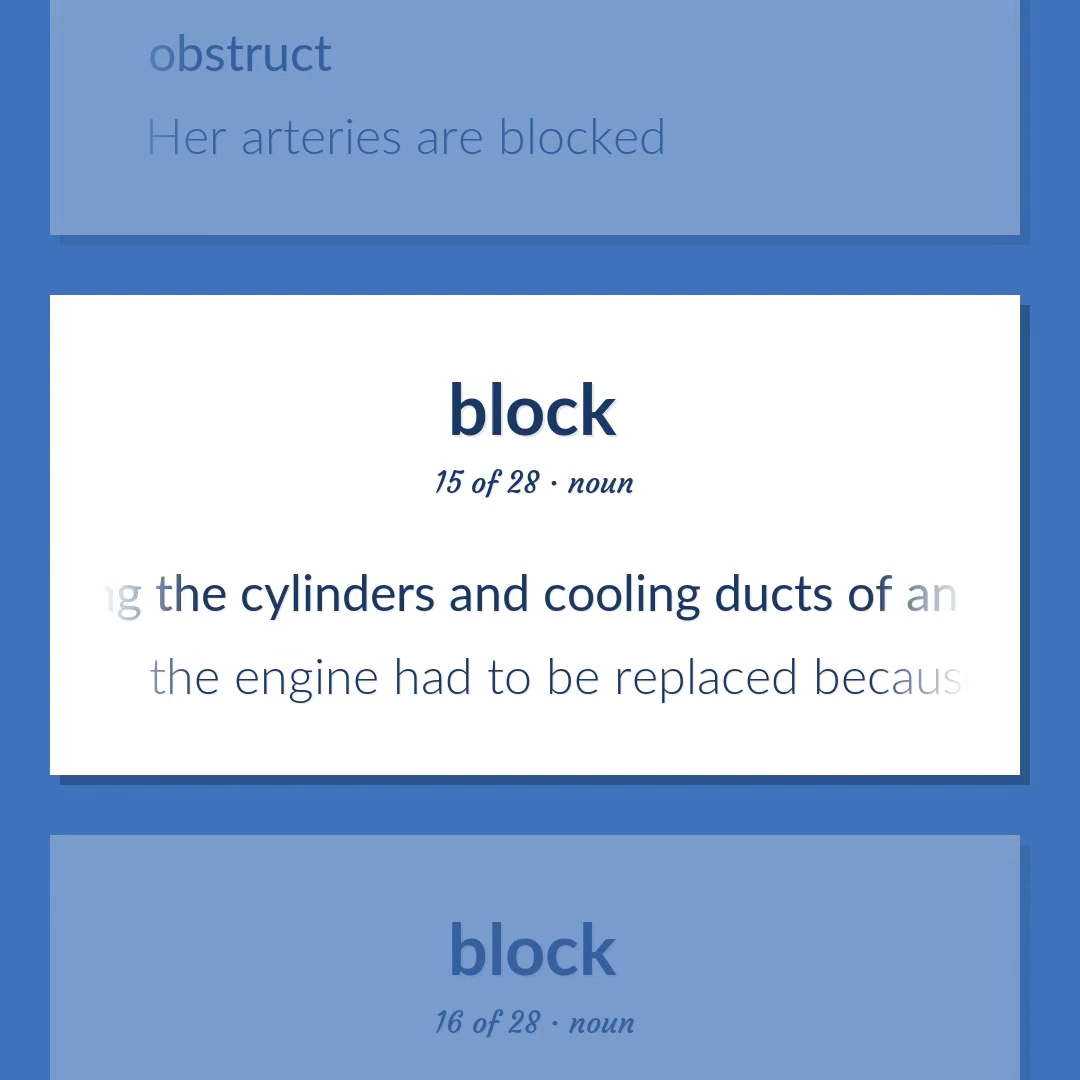 obstruct
Her arteries are blocked
block
15 of 28 · noun
the cylinders and cooling ducts of an
the engine had to be replaced
block
16 of 28 · noun